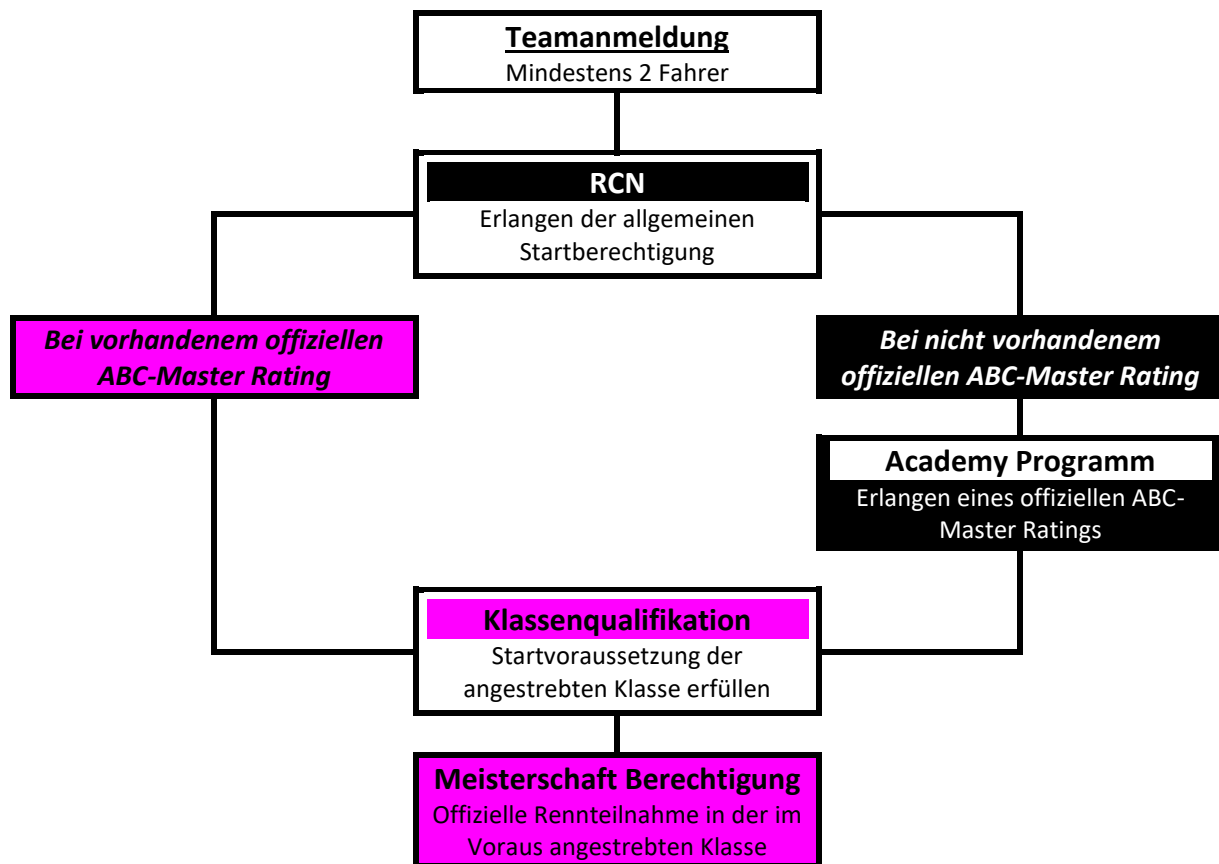 Teamanmeldung
Mindestens 2 Fahrer
RCN
Erlangen der allgemeinen
Startberechtigung
Bei vorhandenem offiziellen
ABC-Master Rating
Bei nicht vorhandenem
offiziellen ABC-Master Rating
Academy Programm
Erlangen eines offiziellen ABC-
Master Ratings
Klassenqualifikation
Startvoraussetzung der
angestrebten Klasse erfüllen
Meisterschaft Berechtigung
Offizielle Rennteilnahme in der im
Voraus angestrebten Klasse